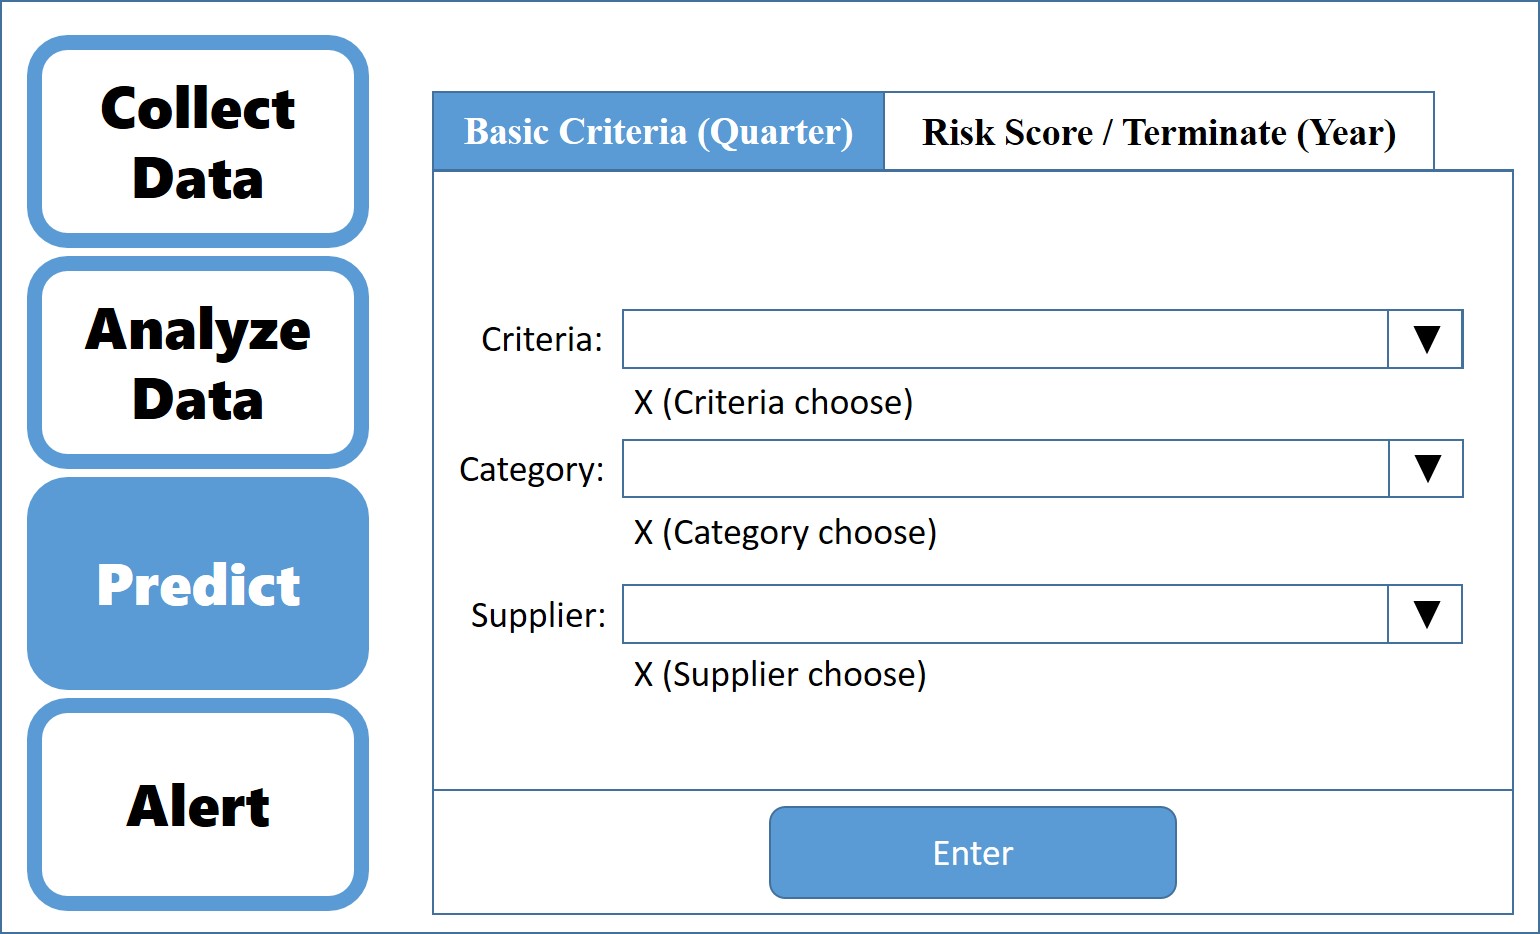 Collect
Data
Analyze
Data
Predict
Alert
Basic Criteria (Quarter)
Risk Score / Terminate (Year)
Criteria: ▼
X (Criteria choose)
Category: ▼
X (Category choose)
Supplier: ▼
X (Supplier choose)
Enter